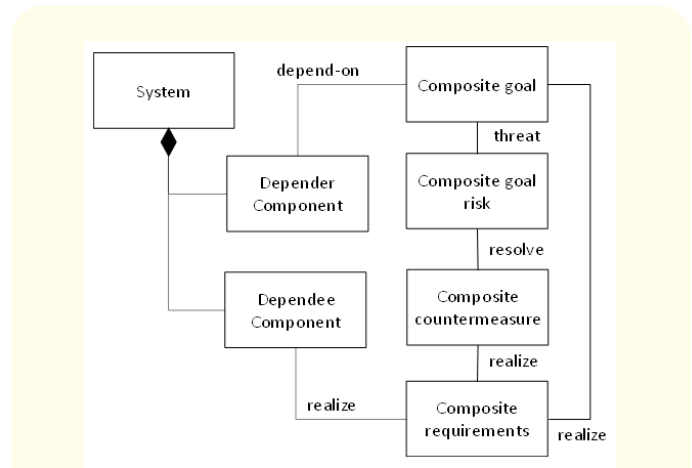 System
depend-on
Composite goal
threat
Depender
Component
Composite goal
risk
resolve
Dependee
Component
Composite
countermeasure
realize
realize
Composite
requirements
realize